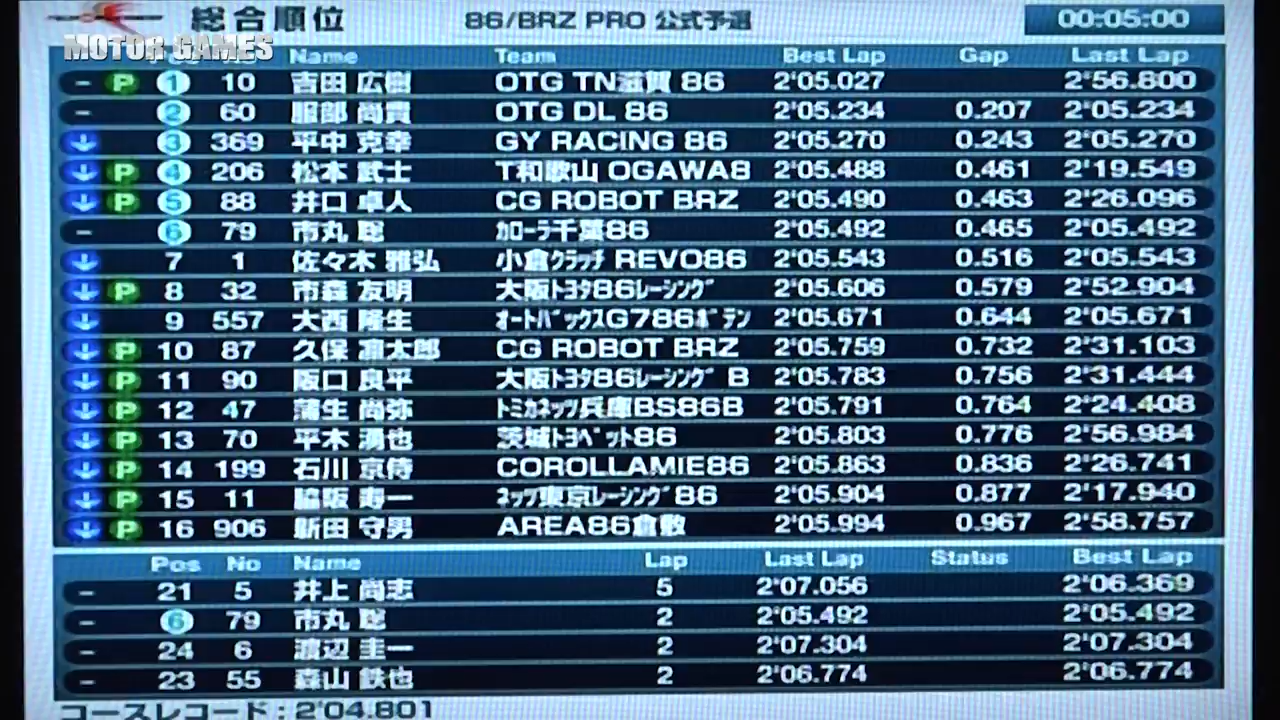 総合順位 86/BRZ PRO 公式予選 00:05:00
MOTOR GAMES
Name Team Best Lap Gap Last Lap
- P 1 10 吉田 広樹 OTG TN滋賀 86 2'05.027 2'56.800
- 2 60 服部 尚貴 OTG DL 86 2'05.234 0.207 2'05.234
↓ 3 369 平中 克幸 GY RACING 86 2'05.270 0.243 2'05.270
↓ P 4 206 松本 武士 T和歌山 OGAWA8 2'05.488 0.461 2'19.549
↓ P 5 88 井口 卓人 CG ROBOT BRZ 2'05.490 0.463 2'26.096
- 6 79 市丸 聡 ｶﾛｰﾗ千葉86 2'05.492 0.465 2'05.492
↓ 7 1 佐々木 雅弘 小倉ｸﾗｯﾁ REVO86 2'05.543 0.516 2'05.543
↓ P 8 32 市森 友明 大阪ﾄﾖﾀ86ﾚｰｼﾝｸﾞ 2'05.606 0.579 2'52.904
↓ 9 557 大西 隆生 ｵｰﾄﾊﾞｯｸｽG786ﾎﾞﾃﾝ 2'05.671 0.644 2'05.671
↓ P 10 87 久保 凛太郎 CG ROBOT BRZ 2'05.759 0.732 2'31.103
↓ P 11 90 阪口 良平 大阪ﾄﾖﾀ86ﾚｰｼﾝｸﾞ B 2'05.783 0.756 2'31.444
↓ P 12 47 蒲生 尚弥 ﾄﾐｶﾈｯﾂ兵庫BS86B 2'05.791 0.764 2'24.408
↓ P 13 70 平木 湧也 茨城ﾄﾖﾍﾟｯﾄ86 2'05.803 0.776 2'56.984
↓ P 14 199 石川 京侍 COROLLAMIE86 2'05.863 0.836 2'26.741
↓ P 15 11 脇阪 寿一 ﾈｯﾂ東京ﾚｰｼﾝｸﾞ86 2'05.904 0.877 2'17.940
↓ P 16 906 新田 守男 AREA86倉敷 2'05.994 0.967 2'58.757
Pos No Name Lap Last Lap Status Best Lap
- 21 5 井上 尚志 5 2'07.056 2'06.369
- 6 79 市丸 聡 2 2'05.492 2'05.492
- 24 6 渡辺 圭一 2 2'07.304 2'07.304
- 23 55 森山 鉄也 2 2'06.774 2'06.774
コースレコード : 2'04.801